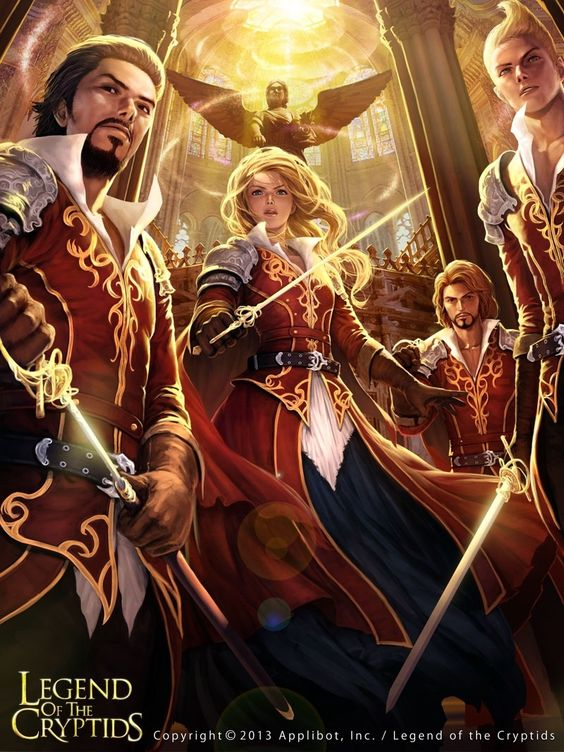 LEGEND
OF THE
CRYPTIDS
Copyright © 2013 Applibot, Inc. / Legend of the Cryptids